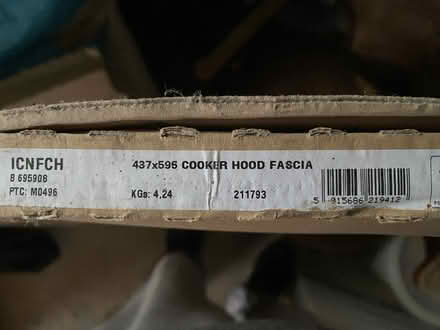 ICNFCH
437x596 COOKER HOOD FASCIA
B 695908
PTC: M0496
KGs: 4,24
211793
5 015686 219412